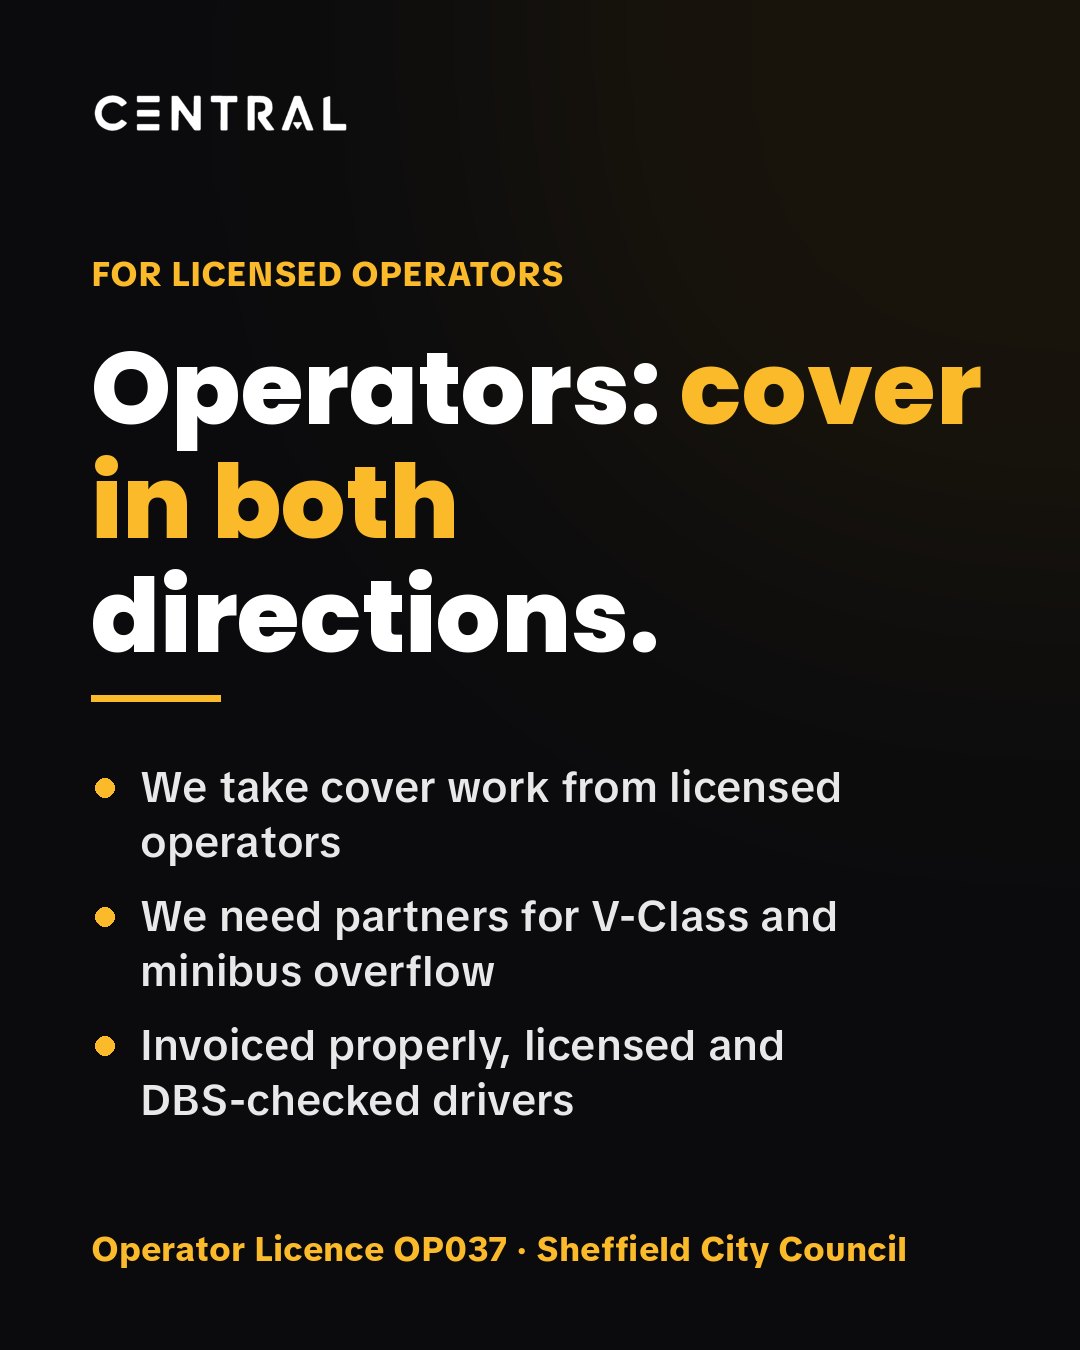 CENTRAL
FOR LICENSED OPERATORS
Operators: cover
in both
directions.
We take cover work from licensed
operators
We need partners for V-Class and
minibus overflow
Invoiced properly, licensed and
DBS-checked drivers
Operator Licence OP037 · Sheffield City Council